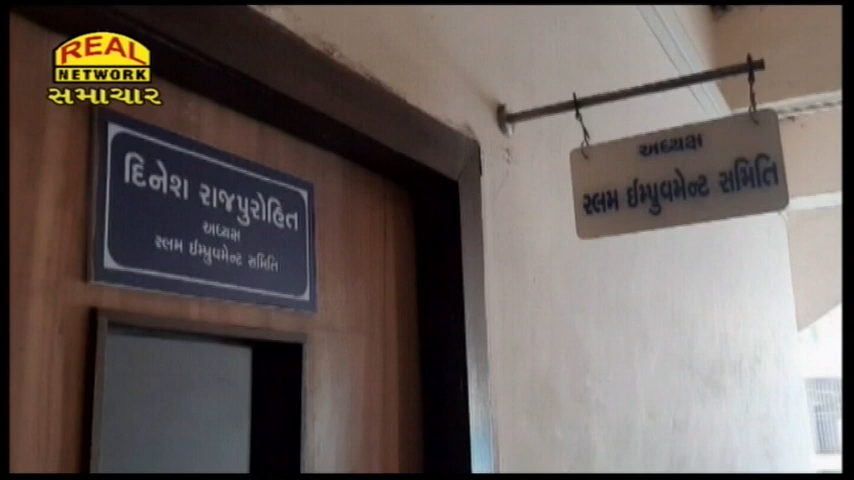 REAL
NETWORK
સમાચાર
દિનેશ રાજપુરોહિત
અધ્યક્ષ
સ્લમ ઈમ્પ્રુવમેન્ટ સમિતિ
અધ્યક્ષ
સ્લમ ઈમ્પ્રુવમેન્ટ સમિતિ